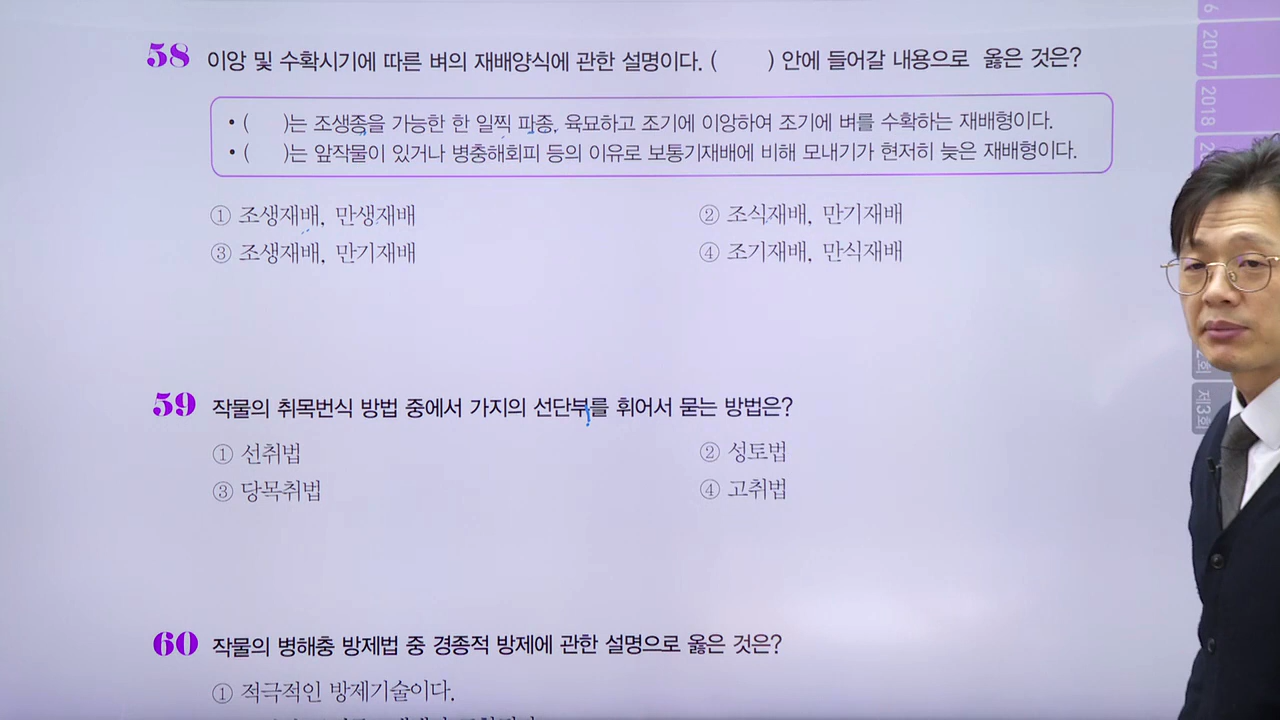 58 이앙 및 수확시기에 따른 벼의 재배양식에 관한 설명이다. ( ) 안에 들어갈 내용으로 옳은 것은?
• ( )는 조생종을 가능한 한 일찍 파종, 육묘하고 조기에 이앙하여 조기에 벼를 수확하는 재배형이다.
• ( )는 앞작물이 있거나 병충해회피 등의 이유로 보통기재배에 비해 모내기가 현저히 늦은 재배형이다.
① 조생재배, 만생재배
② 조식재배, 만기재배
③ 조생재배, 만기재배
④ 조기재배, 만식재배
59 작물의 취목번식 방법 중에서 가지의 선단부를 휘어서 묻는 방법은?
① 선취법
② 성토법
③ 당목취법
④ 고취법
60 작물의 병해충 방제법 중 경종적 방제에 관한 설명으로 옳은 것은?
① 적극적인 방제기술이다.
6
2017
2018
2회
제3회